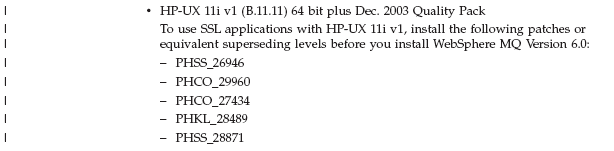 | • HP-UX 11i v1 (B.11.11) 64 bit plus Dec. 2003 Quality Pack
| To use SSL applications with HP-UX 11i v1, install the following patches or
| equivalent superseding levels before you install WebSphere MQ Version 6.0:
| – PHSS_26946
| – PHCO_29960
| – PHCO_27434
| – PHKL_28489
| – PHSS_28871